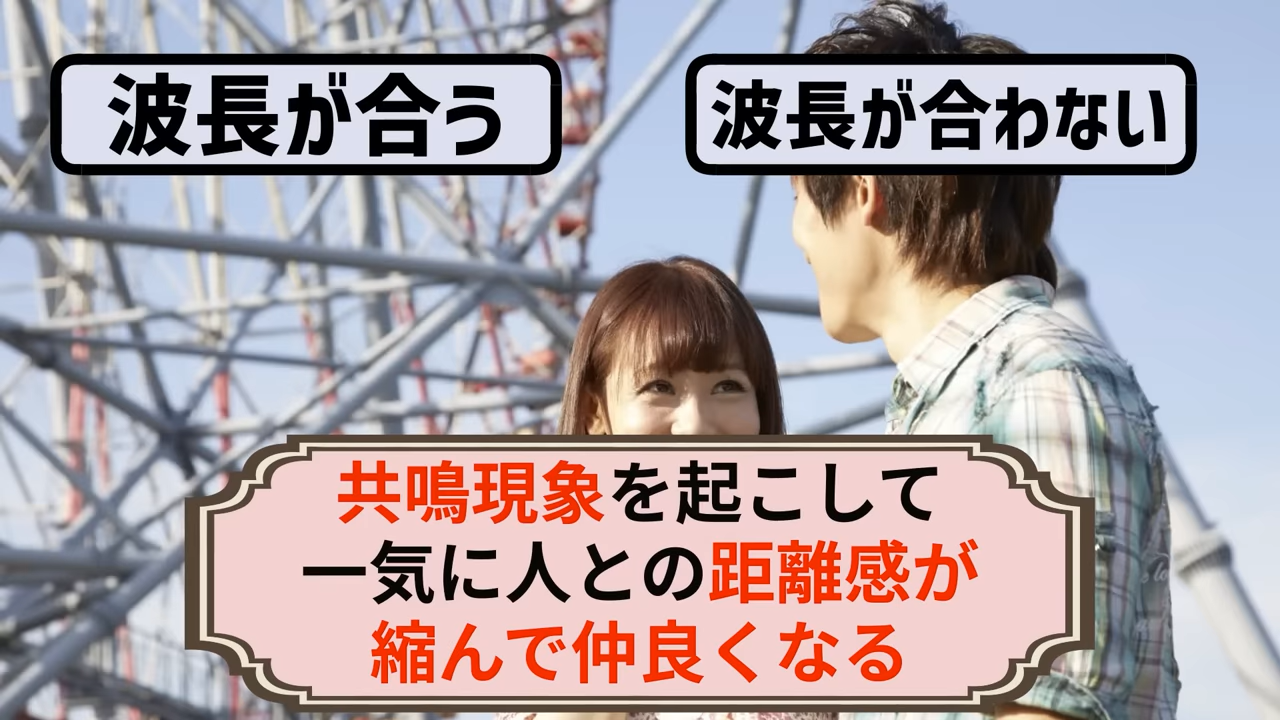 波長が合う
波長が合わない
共鳴現象を起こして
一気に人との距離感が
縮んで仲良くなる